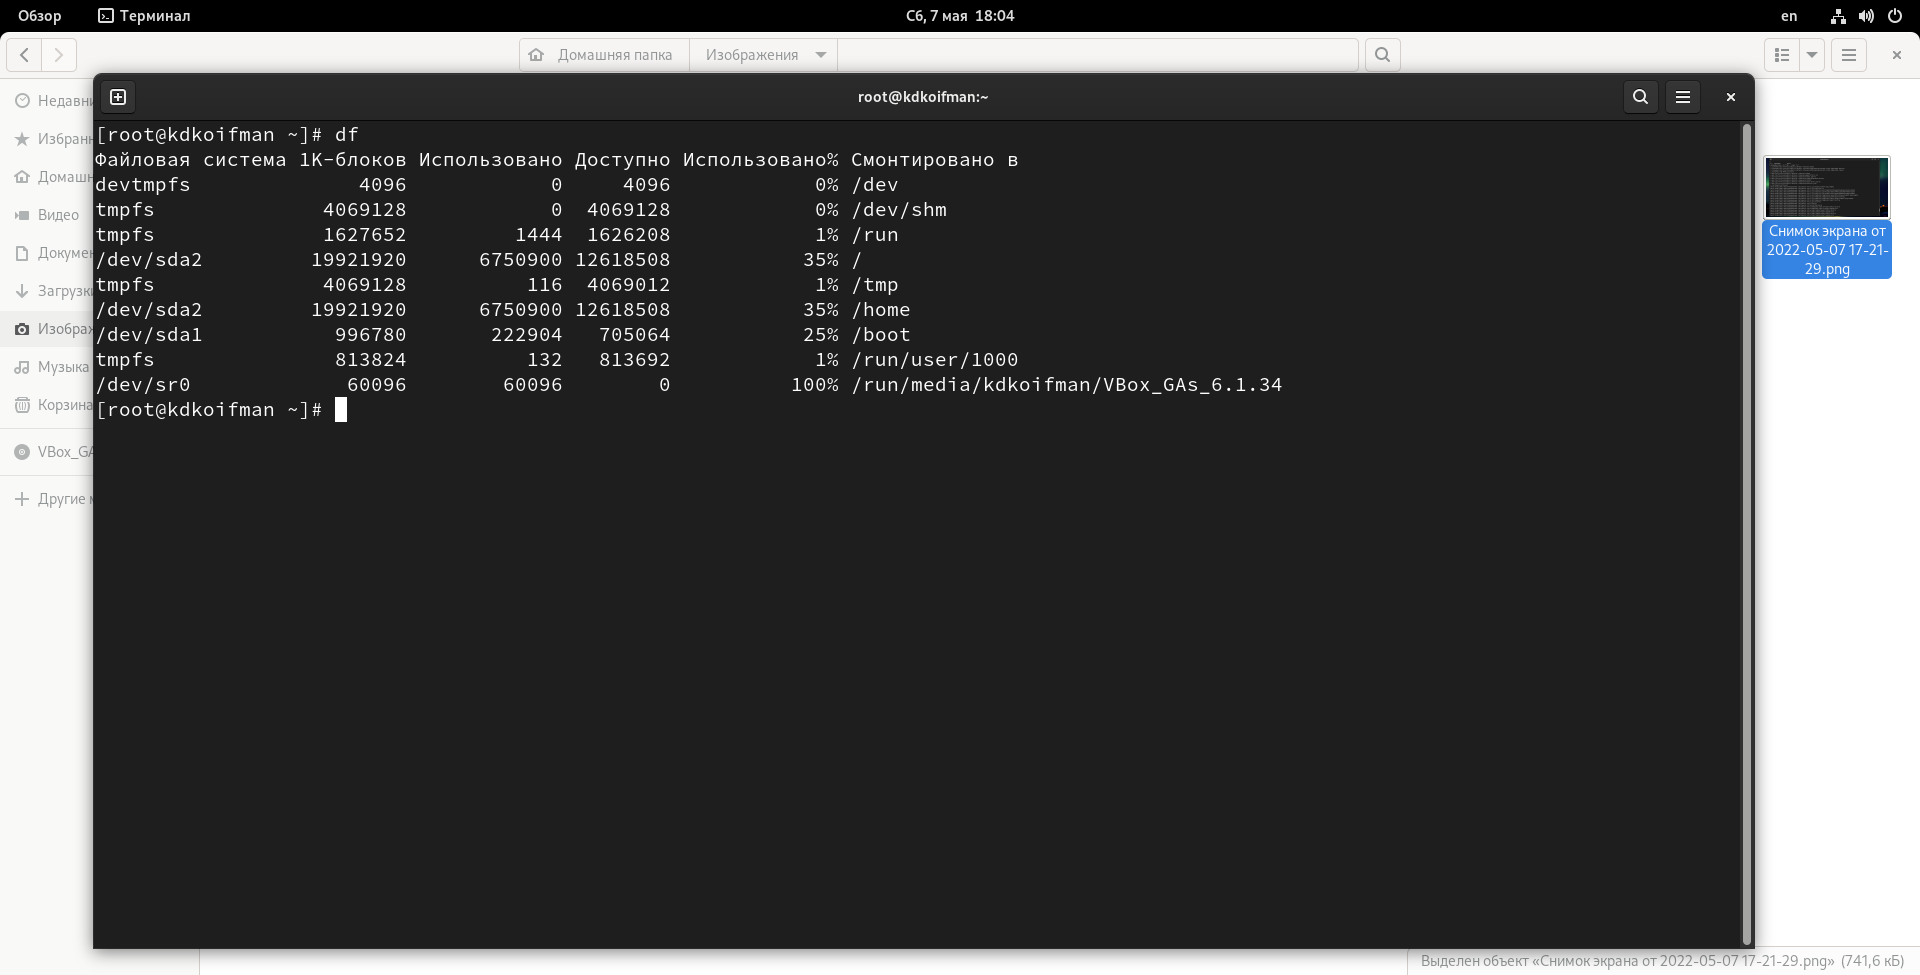 Обзор Терминал Сб, 7 мая 18:04 en
Домашняя папка Изображения
root@kdkoifman:~
[root@kdkoifman ~]# df
Файловая система 1K-блоков Использовано Доступно Использовано% Смонтировано в
devtmpfs 4096 0 4096 0% /dev
tmpfs 4069128 0 4069128 0% /dev/shm
tmpfs 1627652 1444 1626208 1% /run
/dev/sda2 19921920 6750900 12618508 35% /
tmpfs 4069128 116 4069012 1% /tmp
/dev/sda2 19921920 6750900 12618508 35% /home
/dev/sda1 996780 222904 705064 25% /boot
tmpfs 813824 132 813692 1% /run/user/1000
/dev/sr0 60096 60096 0 100% /run/media/kdkoifman/VBox_GAs_6.1.34
[root@kdkoifman ~]#
Недавн
Избранн
Домашн
Видео
Докумен
Загрузк
Изображ
Музыка
Корзина
VBox_GA
Другие м
Снимок экрана от
2022-05-07 17-21-
29.png
Выделен объект «Снимок экрана от 2022-05-07 17-21-29.png» (741,6 кБ)